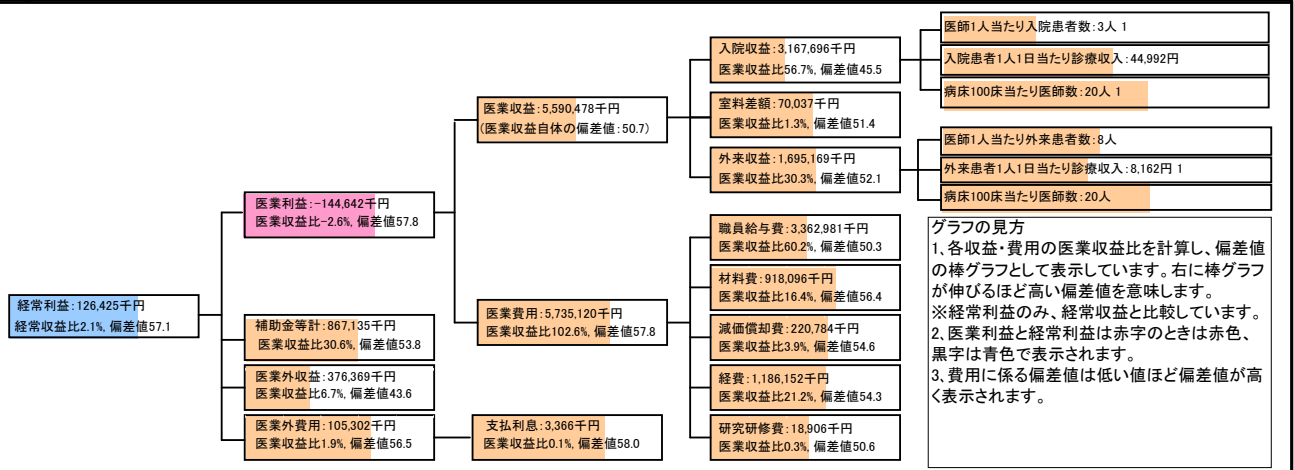 経常利益:126,425千円
経常収益比2.1%, 偏差値57.1
医業利益:-144,642千円
医業収益比-2.6%, 偏差値57.8
補助金等計:867,135千円
医業収益比30.6%, 偏差値53.8
医業外収益:376,369千円
医業収益比6.7%, 偏差値43.6
医業外費用:105,302千円
医業収益比1.9%, 偏差値56.5
支払利息:3,366千円
医業収益比0.1%, 偏差値58.0
医業収益:5,590,478千円
(医業収益自体の偏差値:50.7)
医業費用:5,735,120千円
医業収益比102.6%, 偏差値57.8
入院収益:3,167,696千円
医業収益比56.7%, 偏差値45.5
室料差額:70,037千円
医業収益比1.3%, 偏差値51.4
外来収益:1,695,169千円
医業収益比30.3%, 偏差値52.1
職員給与費:3,362,981千円
医業収益比60.2%, 偏差値50.3
材料費:918,096千円
医業収益比16.4%, 偏差値56.4
減価償却費:220,784千円
医業収益比3.9%, 偏差値54.6
経費:1,186,152千円
医業収益比21.2%, 偏差値54.3
研究研修費:18,906千円
医業収益比0.3%, 偏差値50.6
医師1人当たり入院患者数:3人 1
入院患者1人1日当たり診療収入:44,992円
病床100床当たり医師数:20人 1
医師1人当たり外来患者数:8人
外来患者1人1日当たり診療収入:8,162円 1
病床100床当たり医師数:20人
グラフの見方
1、各収益・費用の医業収益比を計算し、偏差値
の棒グラフとして表示しています。右に棒グラフ
が伸びるほど高い偏差値を意味します。
※経常利益のみ、経常収益と比較しています。
2、医業利益と経常利益は赤字のときは赤色、
黒字は青色で表示されます。
3、費用に係る偏差値は低い値ほど偏差値が高
く表示されます。